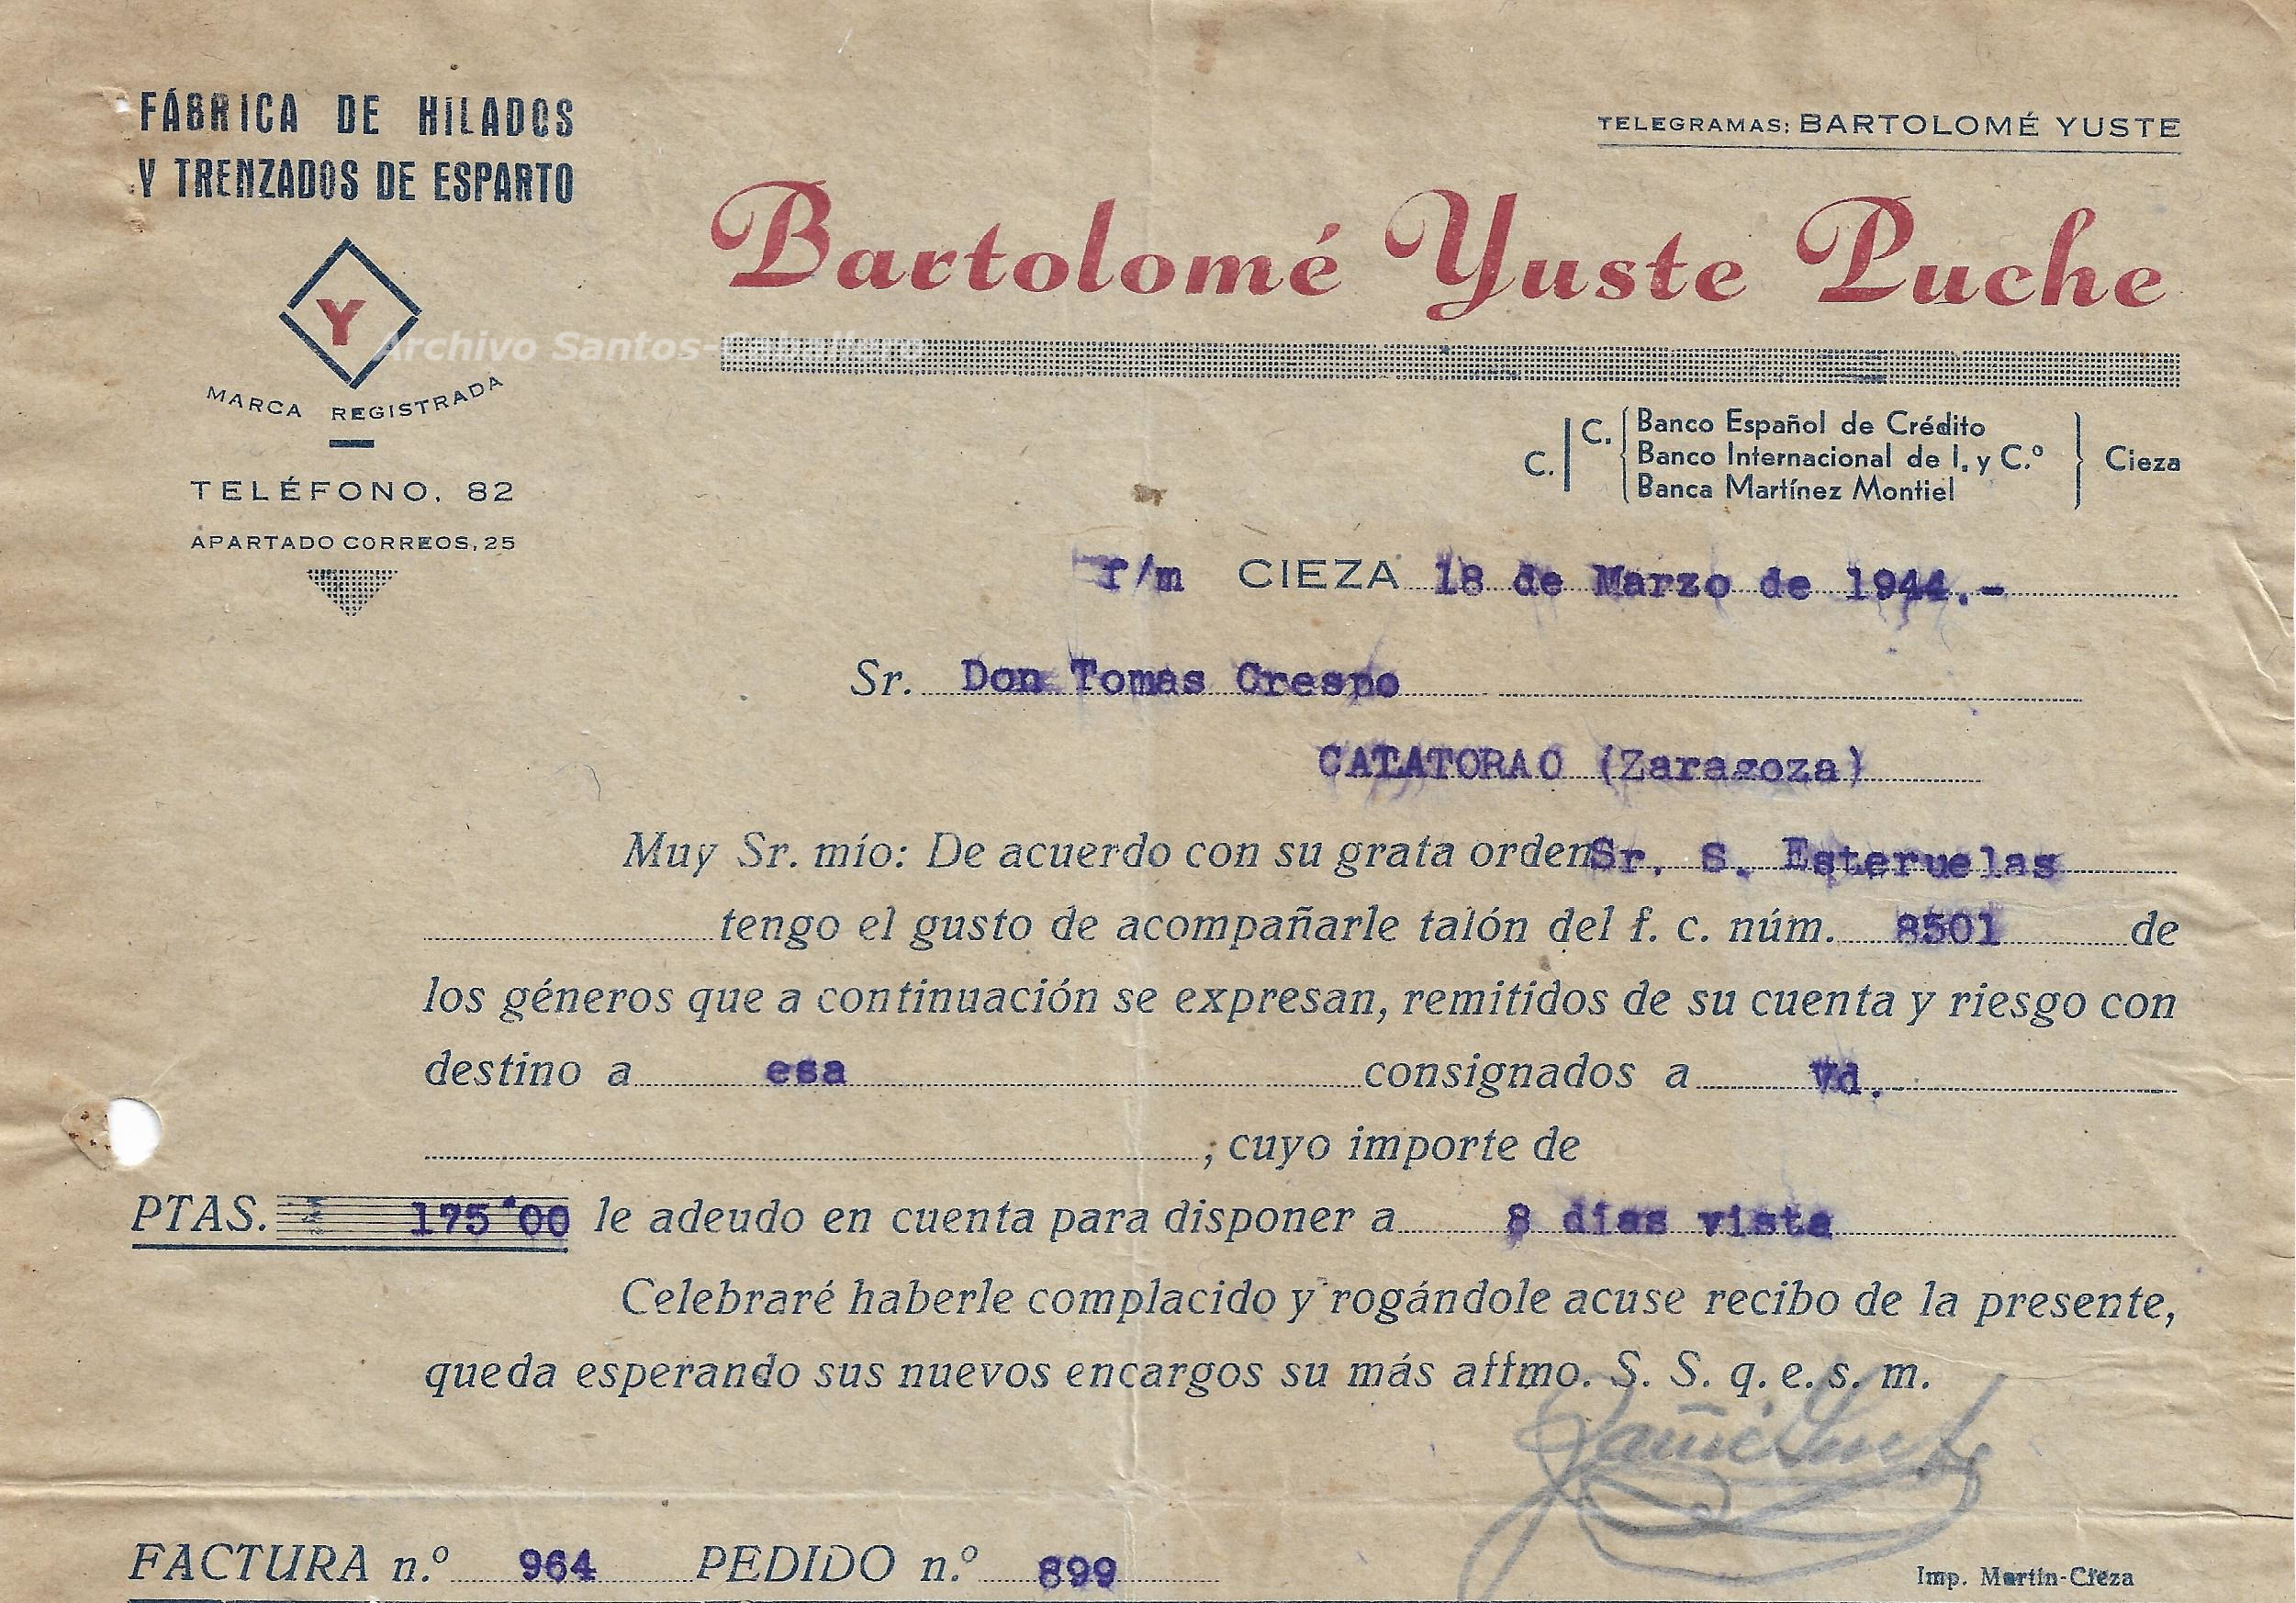 FÁBRICA DE HILADOS
Y TRENZADOS DE ESPARTO
Y
MARCA REGISTRADA
TELÉFONO, 82
APARTADO CORREOS, 25
TELEGRAMAS: BARTOLOMÉ YUSTE
Bartolomé Yuste Puche
Archivo Santos-Caballero
C. C. Banco Español de Crédito
Banco Internacional de I. y C.º
Banca Martínez Montiel
Cieza
r/m CIEZA 18 de Marzo de 1944.-
Sr. Don Tomas Crespo
CATATORAO (Zaragoza)
Muy Sr. mío: De acuerdo con su grata orden Sr. S. Esteruelas
tengo el gusto de acompañarle talón del f. c. núm. 8501 de
los géneros que a continuación se expresan, remitidos de su cuenta y riesgo con
destino a esa consignados a Vd.
; cuyo importe de
PTAS. 175'00 le adeudo en cuenta para disponer a 8 días vista
Celebraré haberle complacido y rogándole acuse recibo de la presente,
queda esperando sus nuevos encargos su más affmo. S. S. q. e. s. m.
FACTURA n.º 964 PEDIDO n.º 899
Imp. Martín-Cieza